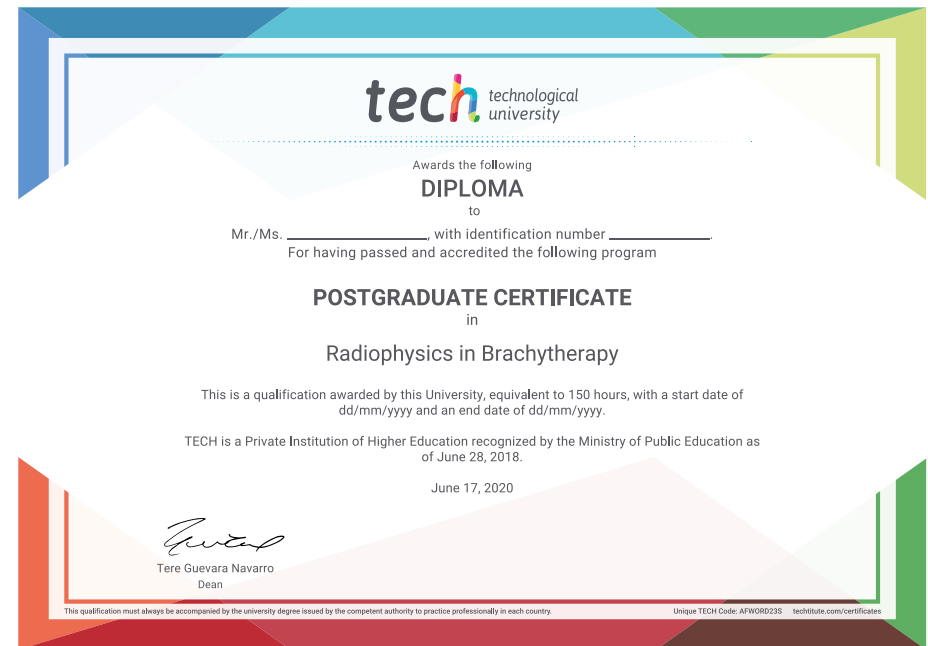 tech technological
university
Awards the following
DIPLOMA
to
Mr./Ms. ____________________, with identification number ______________.
For having passed and accredited the following program
POSTGRADUATE CERTIFICATE
in
Radiophysics in Brachytherapy
This is a qualification awarded by this University, equivalent to 150 hours, with a start date of
dd/mm/yyyy and an end date of dd/mm/yyyy.
TECH is a Private Institution of Higher Education recognized by the Ministry of Public Education as
of June 28, 2018.
June 17, 2020
Tere Guevara Navarro
Dean
This qualification must always be accompanied by the university degree issued by the competent authority to practice professionally in each country.
Unique TECH Code: AFWORD23S techtitute.com/certificates